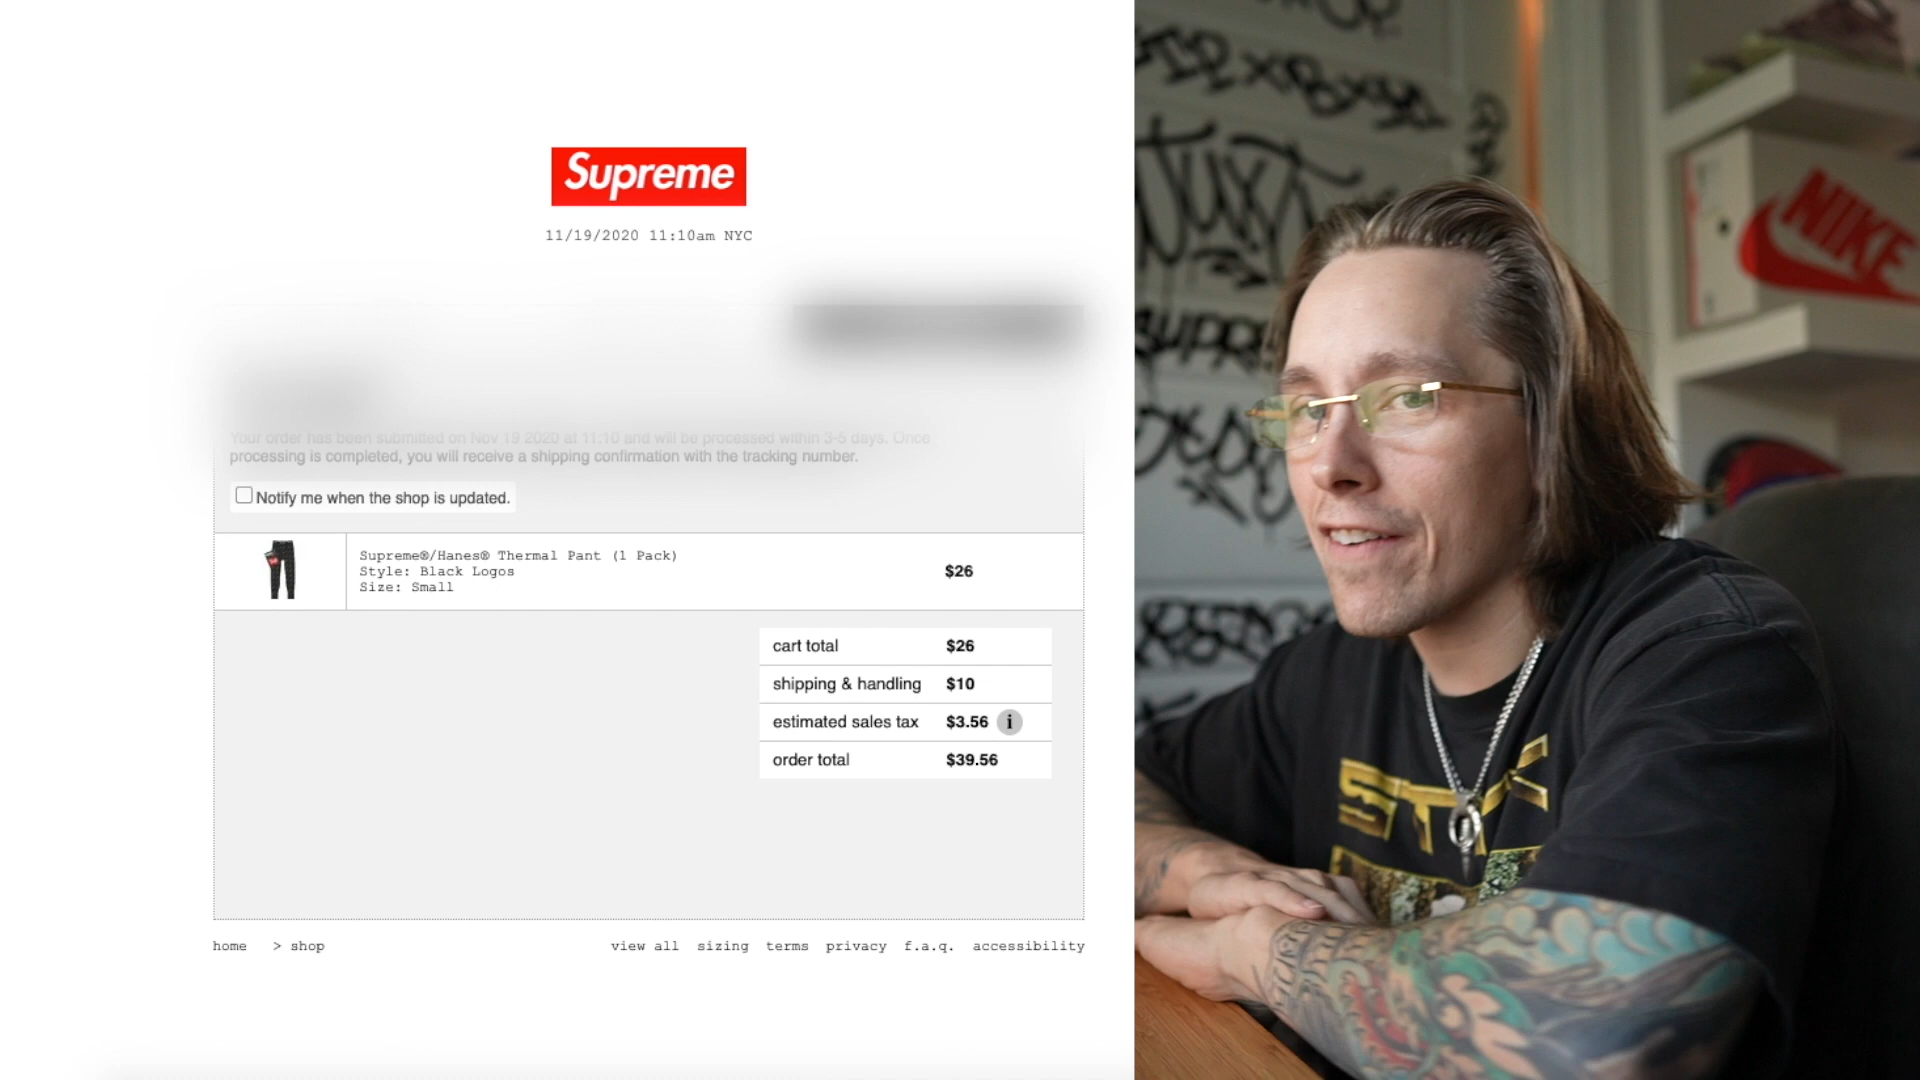 Supreme
11/19/2020 11:10am NYC
Your order has been submitted on Nov 19 2020 at 11:10 and will be processed within 3-5 days. Once
processing is completed, you will receive a shipping confirmation with the tracking number.
Notify me when the shop is updated.
Supreme®/Hanes® Thermal Pant (1 Pack)
Style: Black Logos
Size: Small
$26
cart total $26
shipping & handling $10
estimated sales tax $3.56 i
order total $39.56
home > shop
view all sizing terms privacy f.a.q. accessibility
NIKE